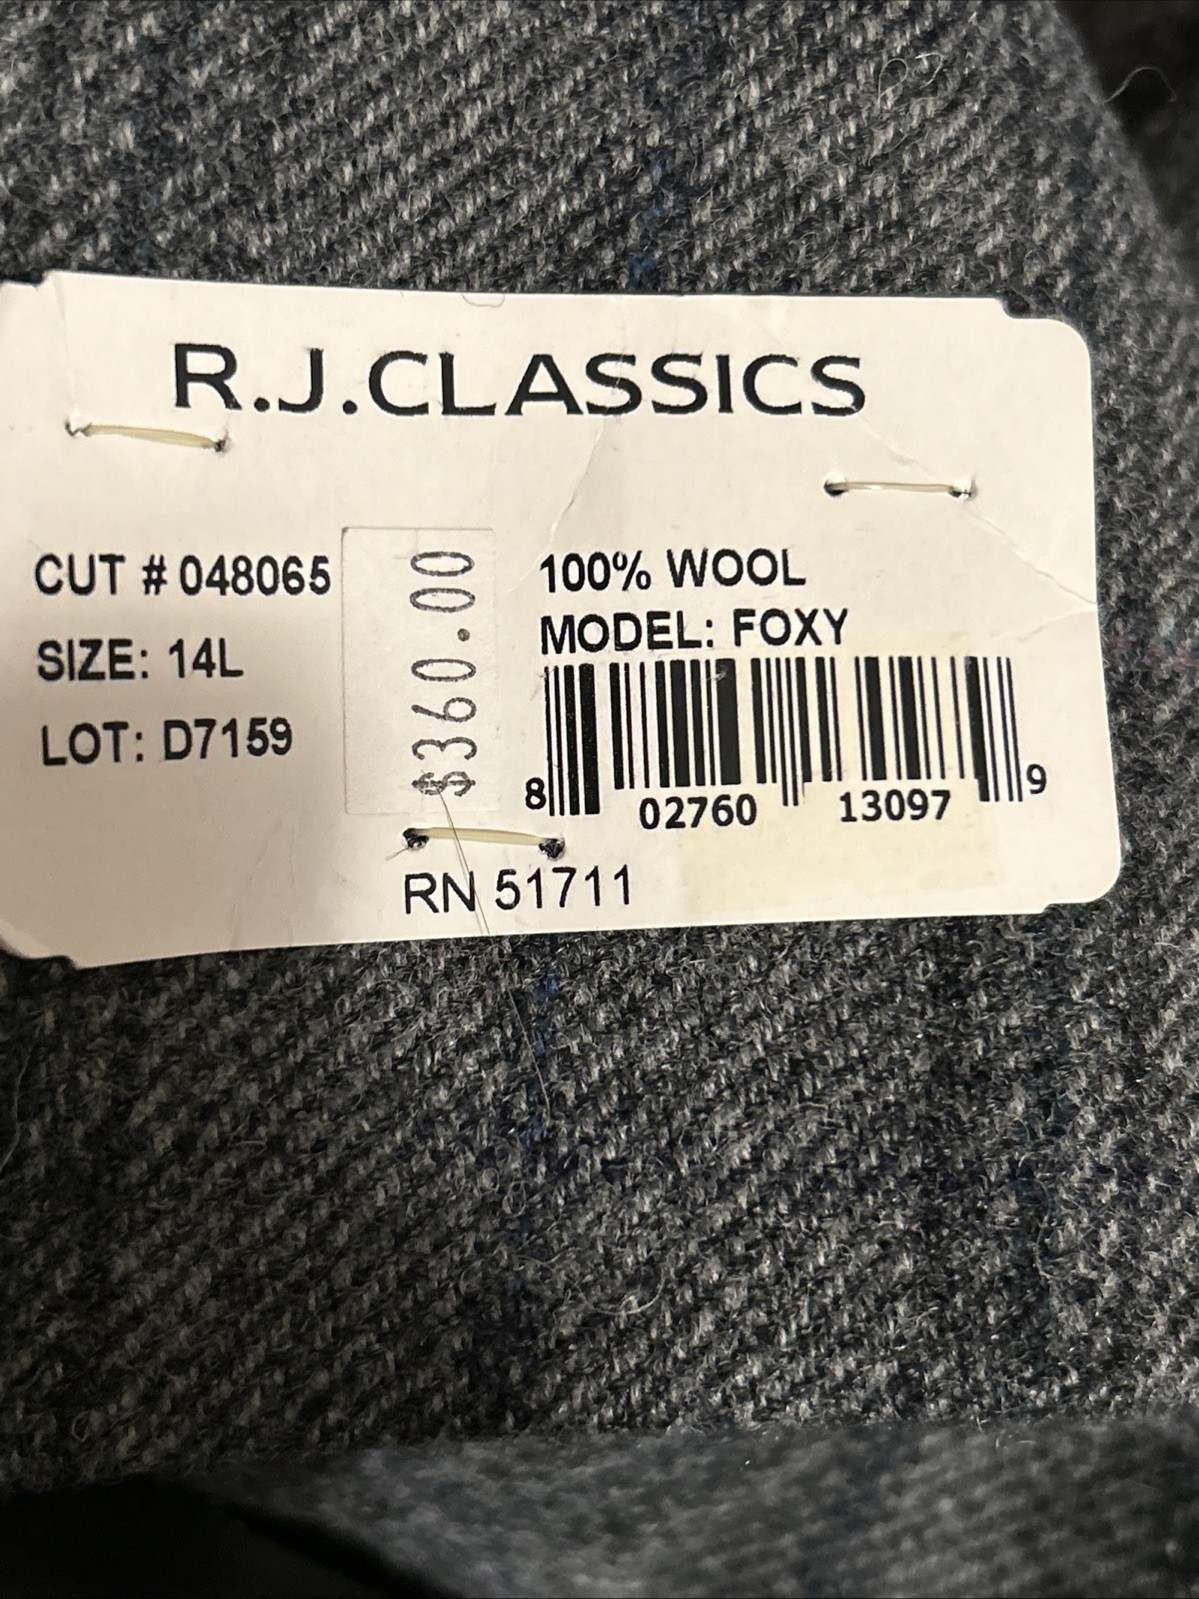 R.J.CLASSICS
CUT # 048065
SIZE: 14L
LOT: D7159
$360.00
100% WOOL
MODEL: FOXY
8 02760 13097 9
RN 51711